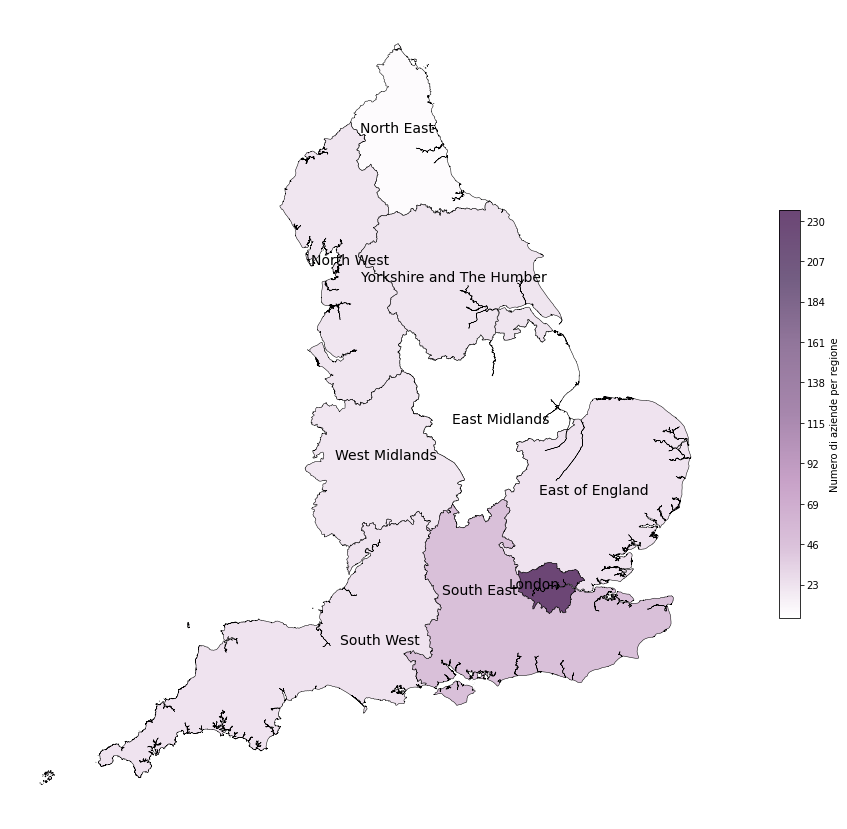 North East
North West
Yorkshire and The Humber
East Midlands
West Midlands
East of England
London
South East
South West
230
207
184
161
138
115
92
69
46
23
Numero di aziende per regione